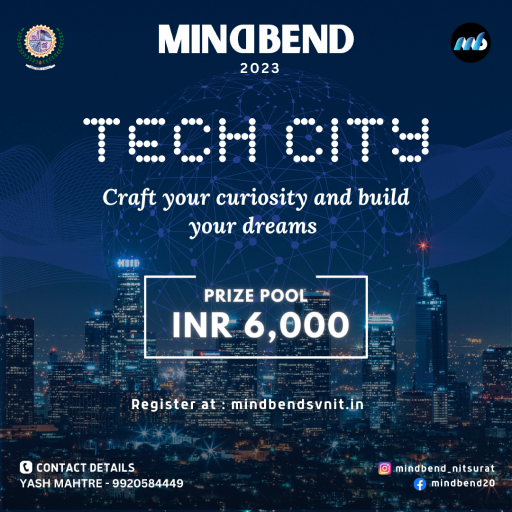 MINDBEND
2023
TECH CITY
Craft your curiosity and build
your dreams
PRIZE POOL
INR 6,000
Register at : mindbendsvnit.in
CONTACT DETAILS
YASH MAHTRE - 9920584449
mindbend_nitsurat
mindbend20